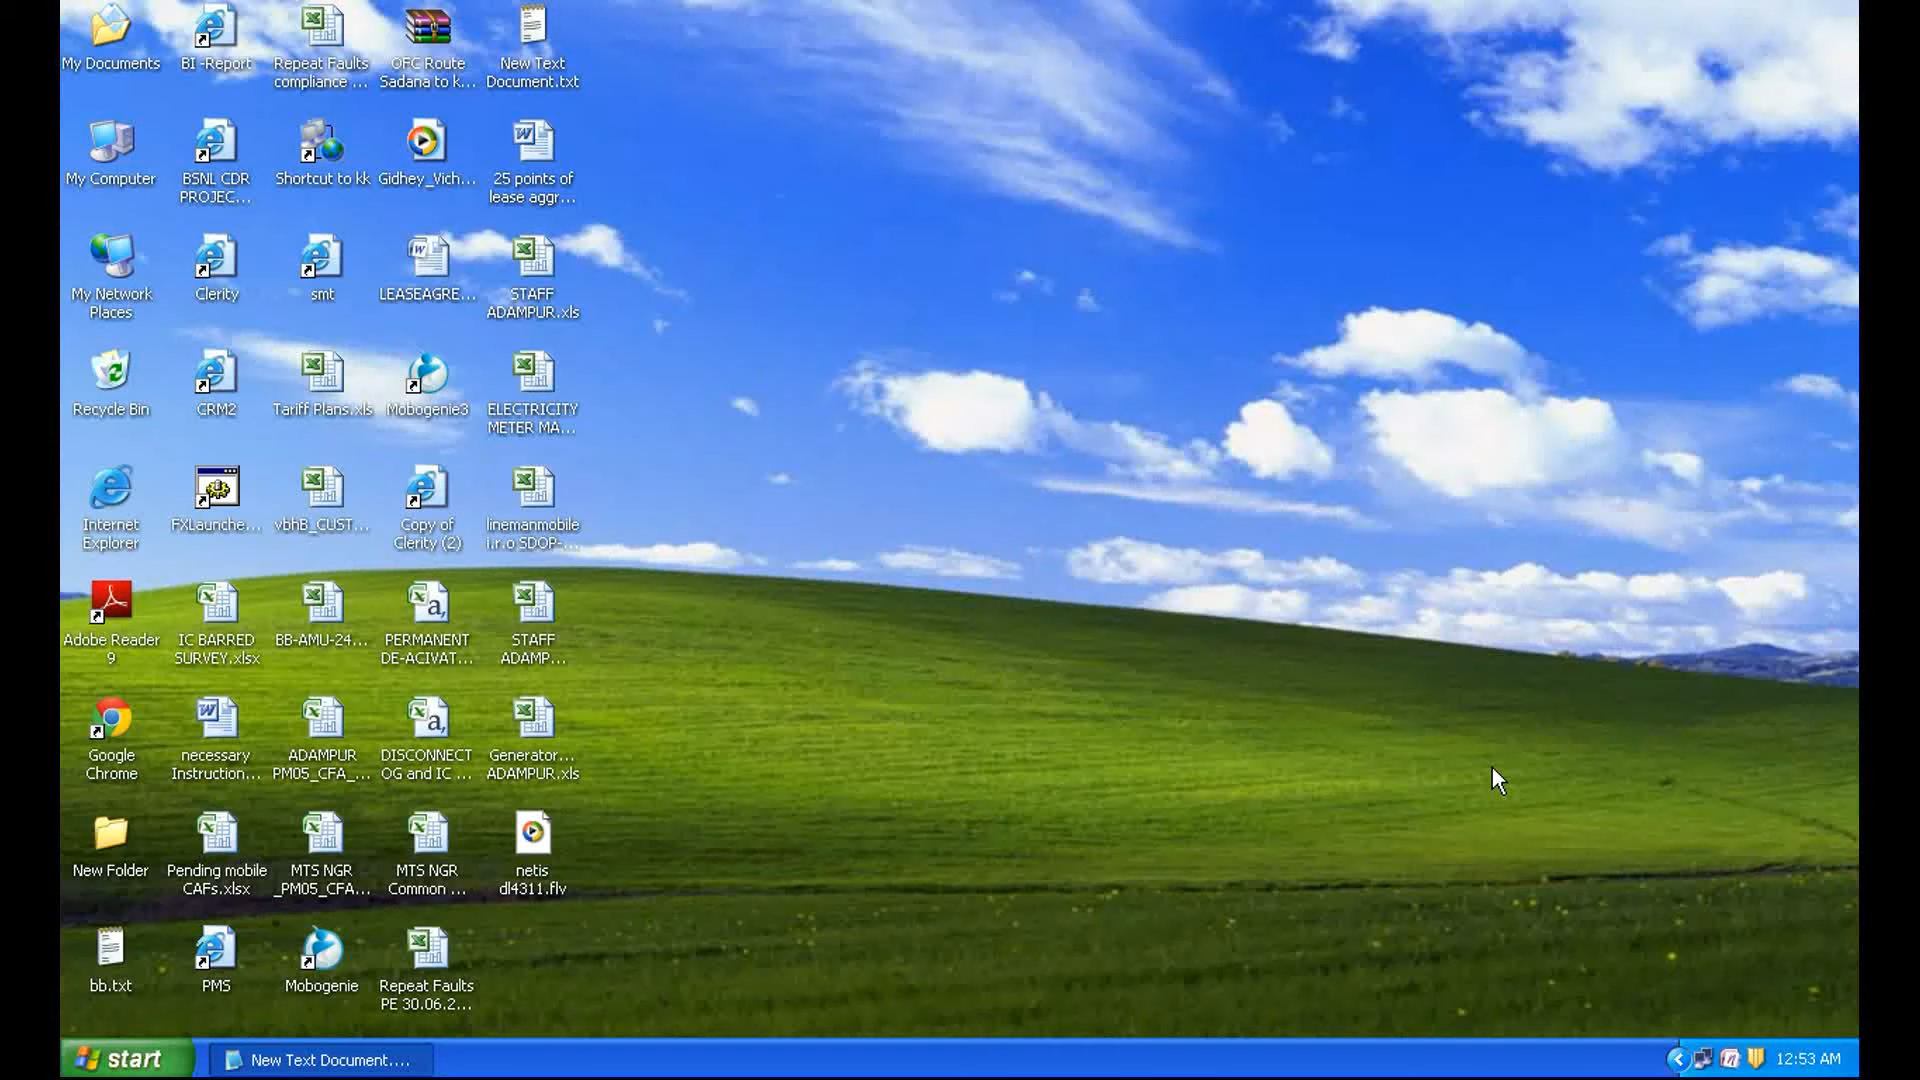 My Documents
BI -Report
Repeat Faults
compliance ...
OFC Route
Sadana to k...
New Text
Document.txt
My Computer
BSNL CDR
PROJEC...
Shortcut to kk
Gidhey_Vich...
25 points of
lease aggr...
My Network
Places
Clerity
smt
LEASEAGRE...
STAFF
ADAMPUR.xls
Recycle Bin
CRM2
Tariff Plans.xls
Mobogenie3
ELECTRICITY
METER MA...
Internet
Explorer
FXLaunche...
vbhB_CUST...
Copy of
Clerity (2)
linemanmobile
i.r.o SDOP-...
Adobe Reader
9
IC BARRED
SURVEY.xlsx
BB-AMU-24...
PERMANENT
DE-ACIVAT...
STAFF
ADAMP...
Google
Chrome
necessary
Instruction...
ADAMPUR
PM05_CFA_...
DISCONNECT
OG and IC ...
Generator...
ADAMPUR.xls
New Folder
Pending mobile
CAFs.xlsx
MTS NGR
_PM05_CFA...
MTS NGR
Common ...
netis
dl4311.flv
bb.txt
PMS
Mobogenie
Repeat Faults
PE 30.06.2...
start
New Text Document....
12:53 AM